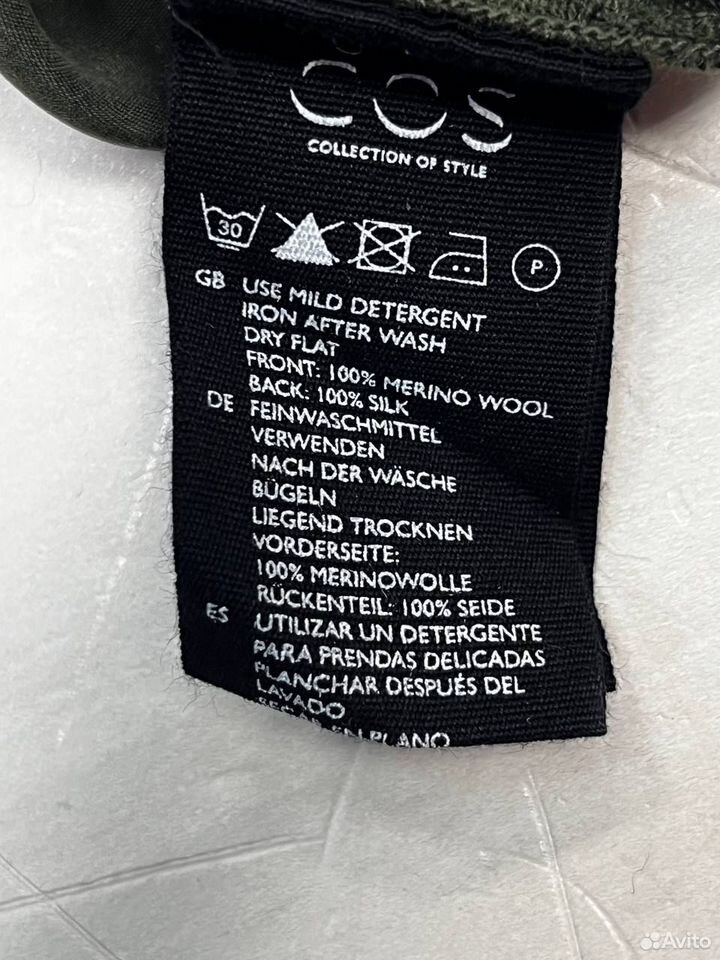 COS
COLLECTION OF STYLE
30
P
GB USE MILD DETERGENT
IRON AFTER WASH
DRY FLAT
FRONT: 100% MERINO WOOL
BACK: 100% SILK
DE FEINWASCHMITTEL
VERWENDEN
NACH DER WÄSCHE
BÜGELN
LIEGEND TROCKNEN
VORDERSEITE:
100% MERINOWOLLE
RÜCKENTEIL: 100% SEIDE
ES UTILIZAR UN DETERGENTE
PARA PRENDAS DELICADAS
PLANCHAR DESPUÉS DEL
LAVADO
EN PLANO
Avito